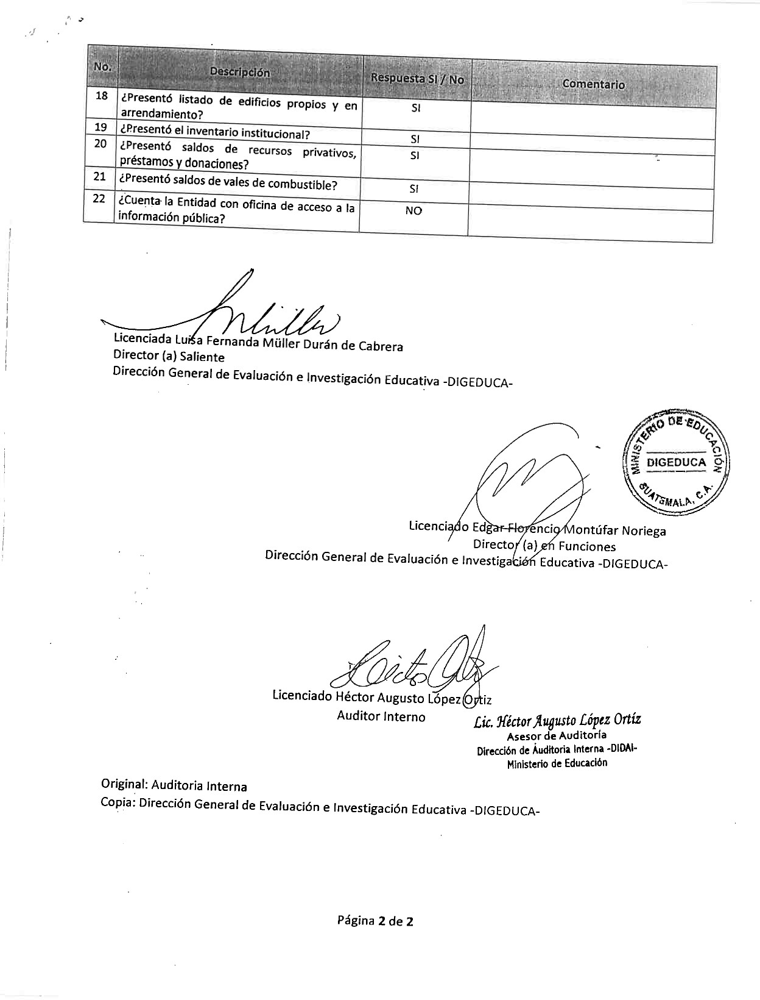 No. Descripción Respuesta SI / No Comentario
18 ¿Presentó listado de edificios propios y en SI
arrendamiento?
19 ¿Presentó el inventario institucional? SI
20 ¿Presentó saldos de recursos privativos, SI
préstamos y donaciones?
21 ¿Presentó saldos de vales de combustible? SI
22 ¿Cuenta la Entidad con oficina de acceso a la NO
información pública?
Licenciada Luisa Fernanda Müller Durán de Cabrera
Director (a) Saliente
Dirección General de Evaluación e Investigación Educativa -DIGEDUCA-
MINISTERIO DE EDUCACIÓN
DIGEDUCA
GUATEMALA, C.A.
Licenciado Edgar Florencio Montúfar Noriega
Director (a) en Funciones
Dirección General de Evaluación e Investigación Educativa -DIGEDUCA-
Licenciado Héctor Augusto López Ortiz
Auditor Interno
Lic. Héctor Augusto López Ortíz
Asesor de Auditoría
Dirección de Auditoria Interna -DIDAI-
Ministerio de Educación
Original: Auditoria Interna
Copia: Dirección General de Evaluación e Investigación Educativa -DIGEDUCA-
Página 2 de 2